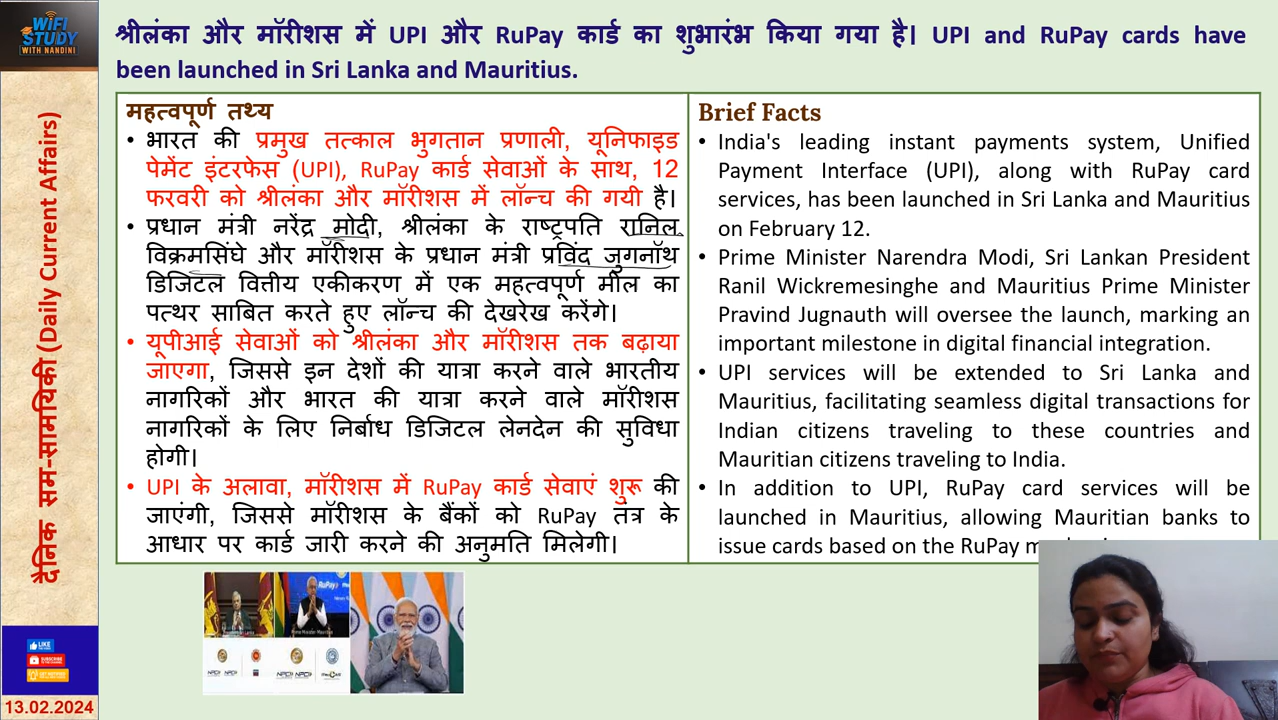 WiFi
STUDY
WITH NANDINI
श्रीलंका और मॉरीशस में UPI और RuPay कार्ड का शुभारंभ किया गया है। UPI and RuPay cards have
been launched in Sri Lanka and Mauritius.
दैनिक सम-सामयिकी (Daily Current Affairs)
महत्वपूर्ण तथ्य
• भारत की प्रमुख तत्काल भुगतान प्रणाली, यूनिफाइड
पेमेंट इंटरफेस (UPI), RuPay कार्ड सेवाओं के साथ, 12
फरवरी को श्रीलंका और मॉरीशस में लॉन्च की गयी है।
• प्रधान मंत्री नरेंद्र मोदी, श्रीलंका के राष्ट्रपति रानिल
विक्रमसिंघे और मॉरीशस के प्रधान मंत्री प्रविंद जुगनॉथ
डिजिटल वित्तीय एकीकरण में एक महत्वपूर्ण मील का
पत्थर साबित करते हुए लॉन्च की देखरेख करेंगे।
• यूपीआई सेवाओं को श्रीलंका और मॉरीशस तक बढ़ाया
जाएगा, जिससे इन देशों की यात्रा करने वाले भारतीय
नागरिकों और भारत की यात्रा करने वाले मॉरीशस
नागरिकों के लिए निर्बाध डिजिटल लेनदेन की सुविधा
होगी।
• UPI के अलावा, मॉरीशस में RuPay कार्ड सेवाएं शुरू की
जाएंगी, जिससे मॉरीशस के बैंकों को RuPay तंत्र के
आधार पर कार्ड जारी करने की अनुमति मिलेगी।
Brief Facts
• India's leading instant payments system, Unified
Payment Interface (UPI), along with RuPay card
services, has been launched in Sri Lanka and Mauritius
on February 12.
• Prime Minister Narendra Modi, Sri Lankan President
Ranil Wickremesinghe and Mauritius Prime Minister
Pravind Jugnauth will oversee the launch, marking an
important milestone in digital financial integration.
• UPI services will be extended to Sri Lanka and
Mauritius, facilitating seamless digital transactions for
Indian citizens traveling to these countries and
Mauritian citizens traveling to India.
• In addition to UPI, RuPay card services will be
launched in Mauritius, allowing Mauritian banks to
issue cards based on the RuPay
RuPay
Prime Minister Mauritius
LIKE
SUBSCRIBE
13.02.2024